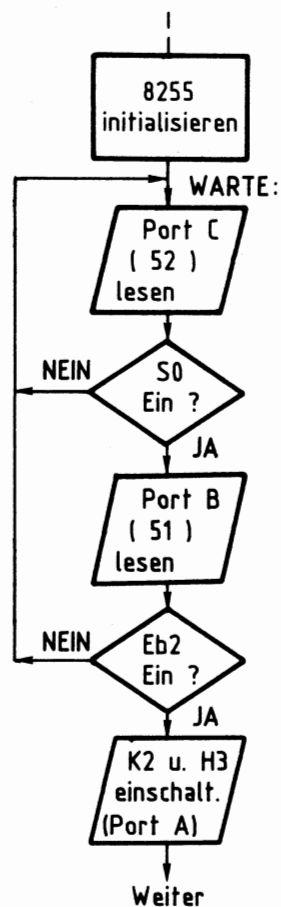 8255
initialisieren
WARTE:
Port C
( 52 )
lesen
NEIN
S0
Ein ?
JA
Port B
( 51 )
lesen
NEIN
Eb2
Ein ?
JA
K2 u. H3
einschalt.
(Port A)
Weiter